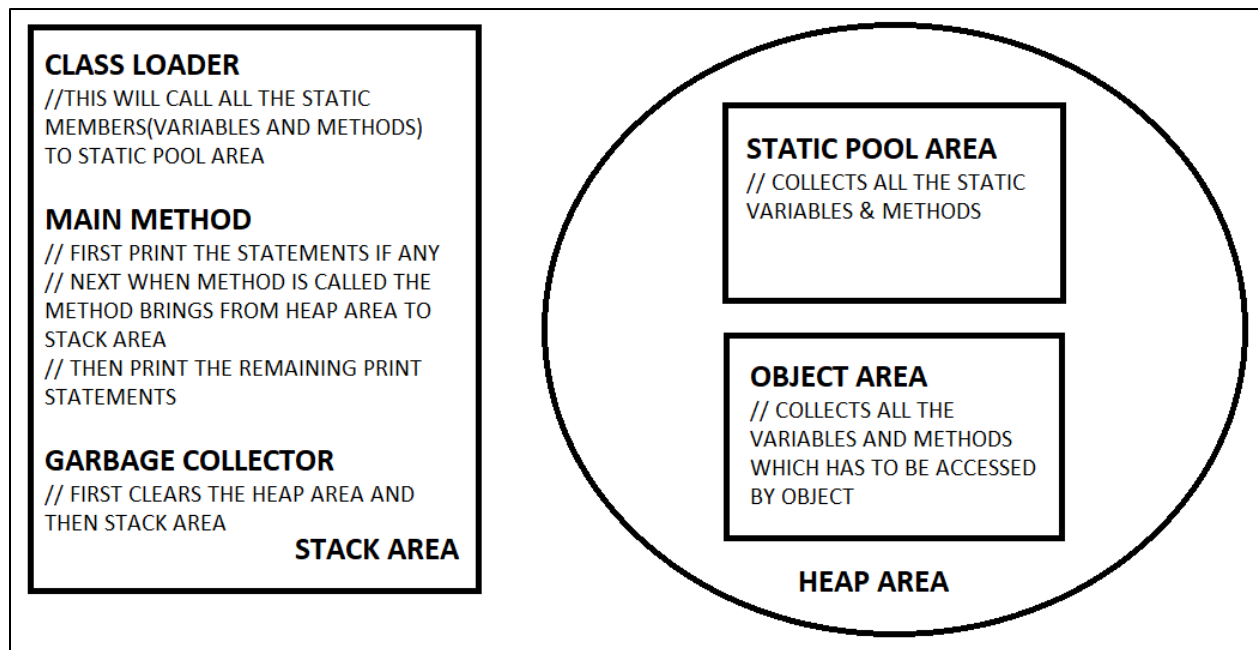 CLASS LOADER
//THIS WILL CALL ALL THE STATIC
MEMBERS(VARIABLES AND METHODS)
TO STATIC POOL AREA
MAIN METHOD
// FIRST PRINT THE STATEMENTS IF ANY
// NEXT WHEN METHOD IS CALLED THE
METHOD BRINGS FROM HEAP AREA TO
STACK AREA
// THEN PRINT THE REMAINING PRINT
STATEMENTS
GARBAGE COLLECTOR
// FIRST CLEARS THE HEAP AREA AND
THEN STACK AREA
STACK AREA
STATIC POOL AREA
// COLLECTS ALL THE STATIC
VARIABLES & METHODS
OBJECT AREA
// COLLECTS ALL THE
VARIABLES AND METHODS
WHICH HAS TO BE ACCESSED
BY OBJECT
HEAP AREA